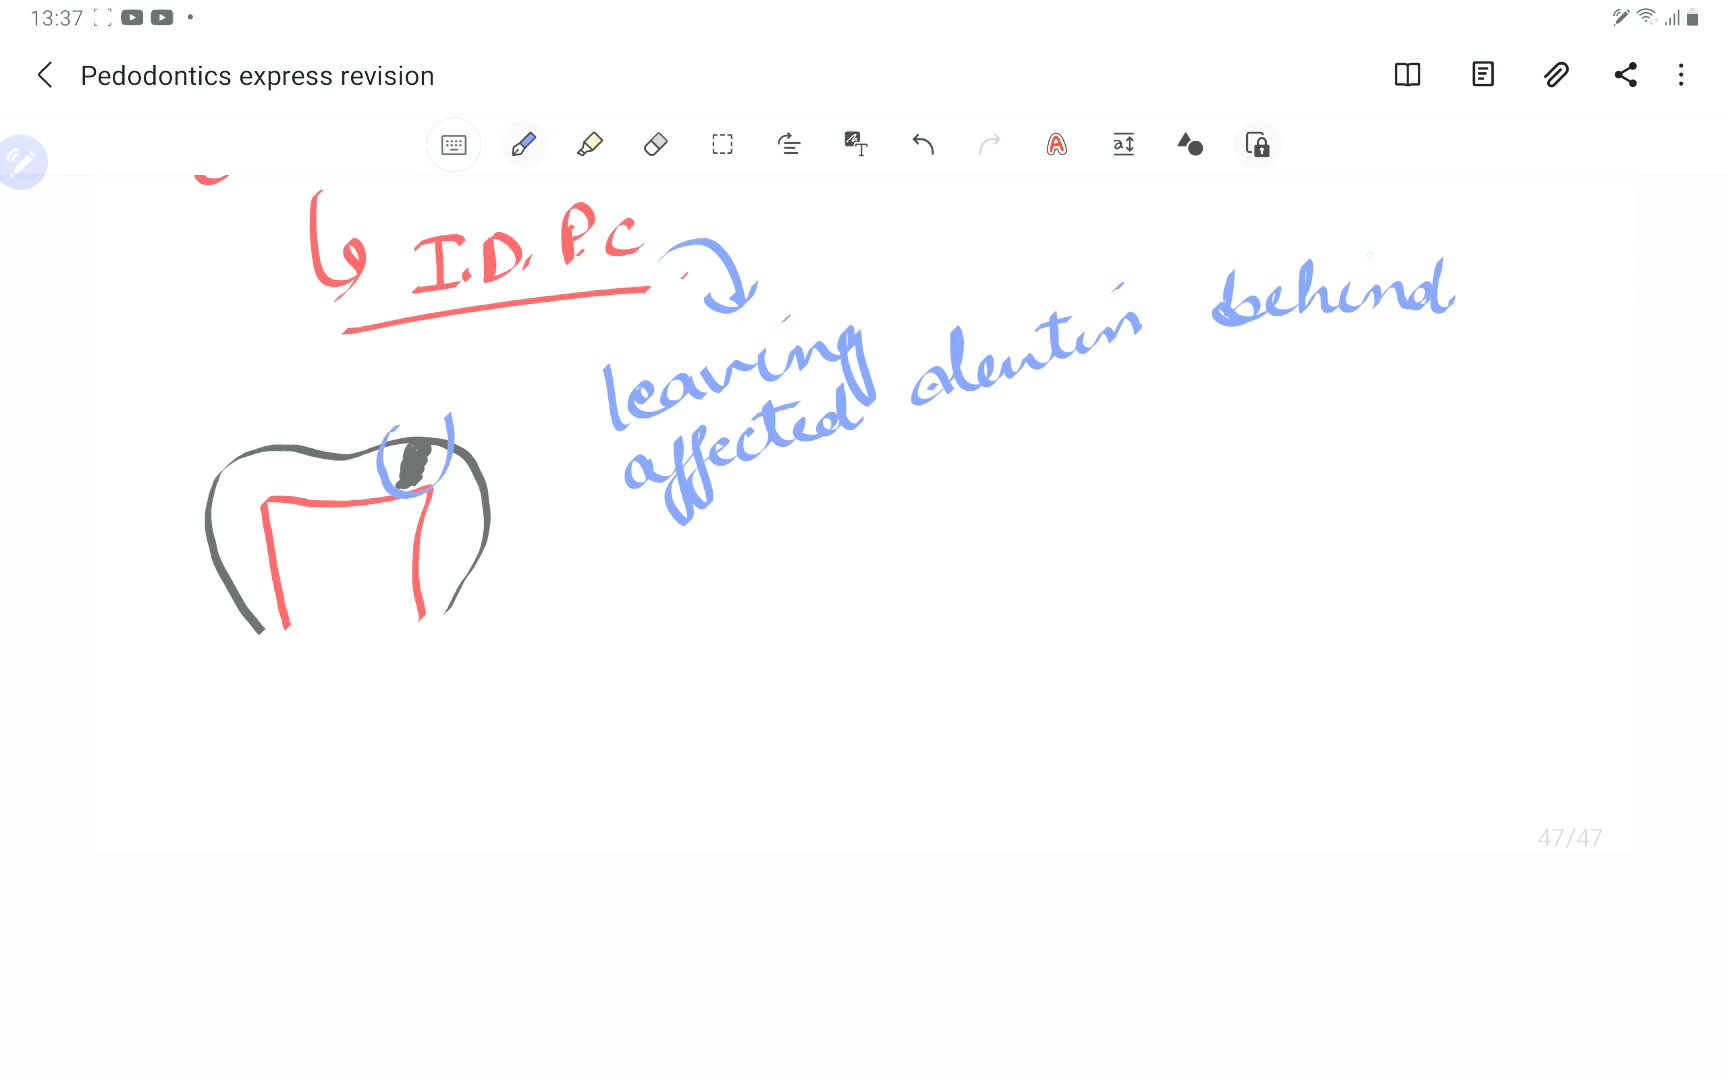 13:37
Pedodontics express revision
I.D.P.C
leaving
affected dentin behind
47/47